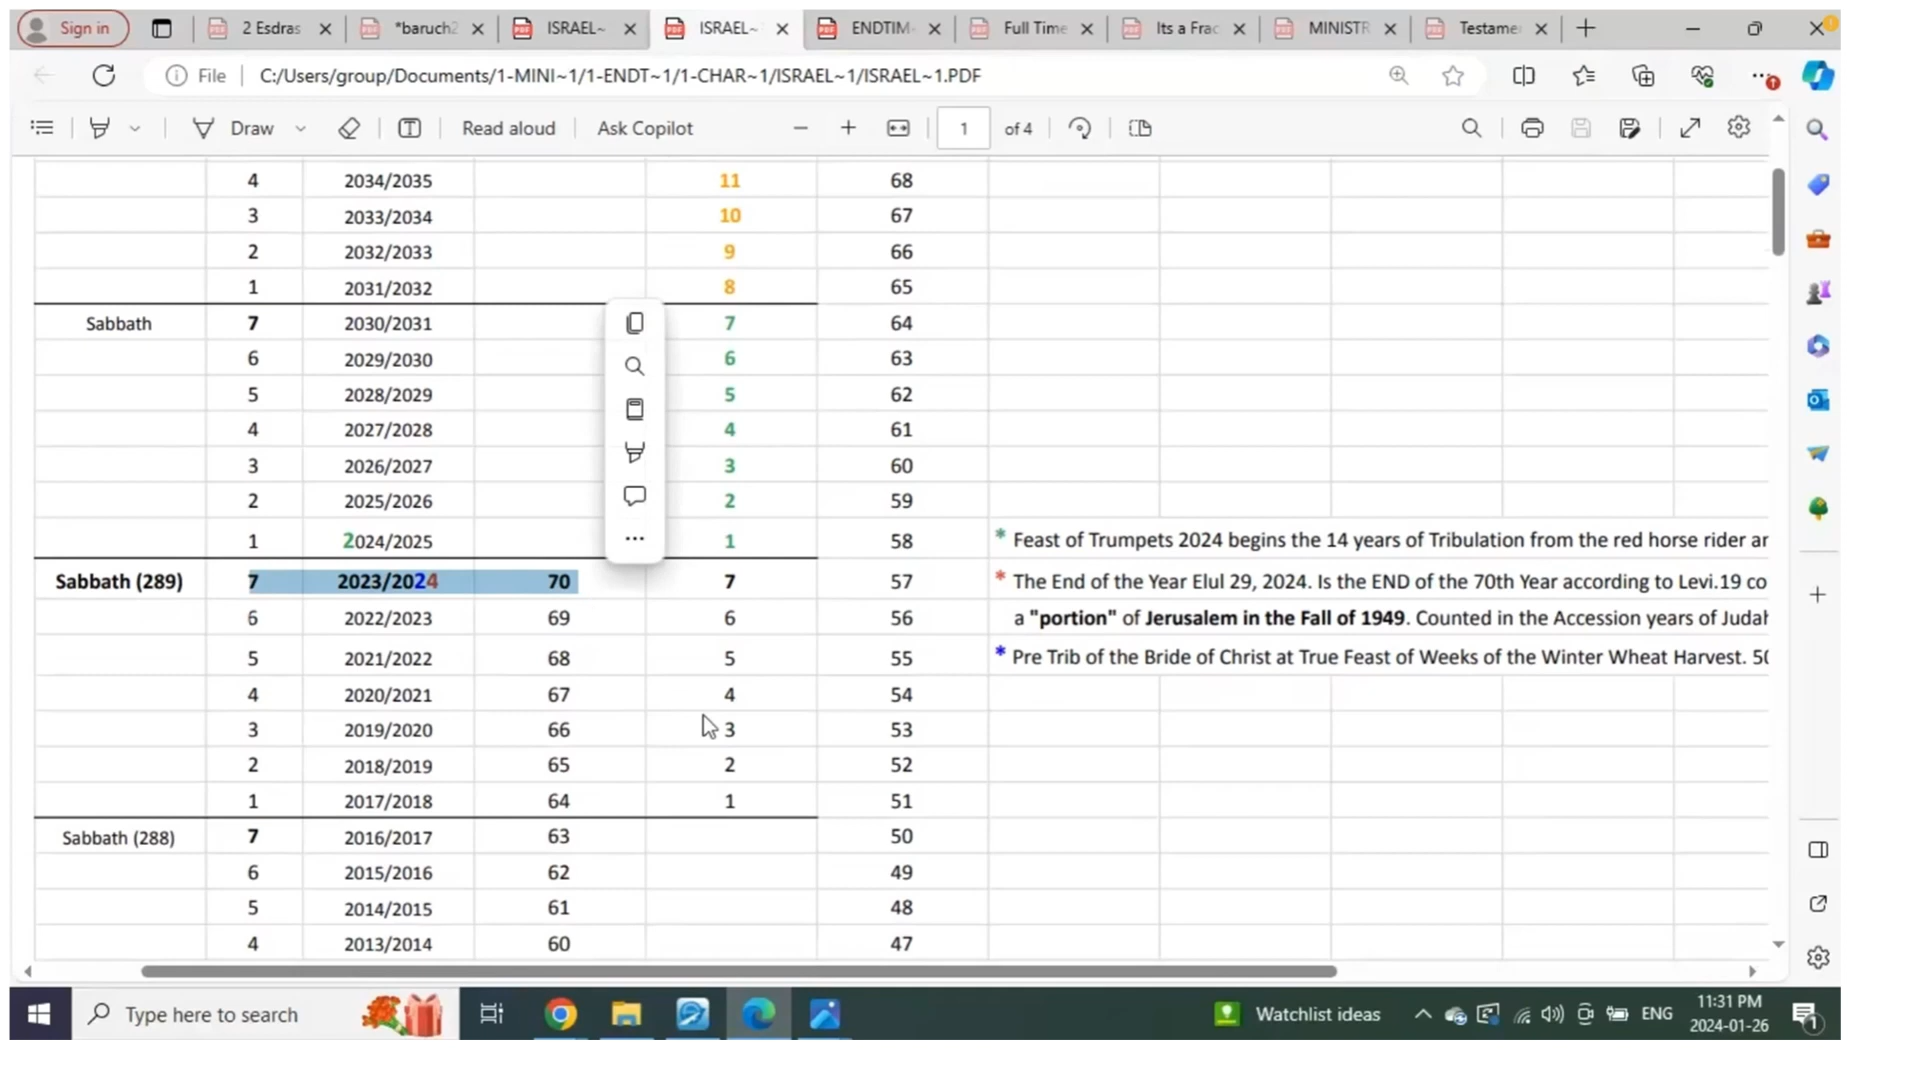 Sign in
2 Esdras
*baruch2
ISRAEL~
ISRAEL~
ENDTIM
Full Time
Its a Frac
MINISTR
Testame
File C:/Users/group/Documents/1-MINI~1/1-ENDT~1/1-CHAR~1/ISRAEL~1/ISRAEL~1.PDF
Draw Read aloud Ask Copilot 1 of 4
4 2034/2035 11 68
3 2033/2034 10 67
2 2032/2033 9 66
1 2031/2032 8 65
Sabbath 7 2030/2031 7 64
6 2029/2030 6 63
5 2028/2029 5 62
4 2027/2028 4 61
3 2026/2027 3 60
2 2025/2026 2 59
1 2024/2025 1 58 * Feast of Trumpets 2024 begins the 14 years of Tribulation from the red horse rider ar
Sabbath (289) 7 2023/2024 70 7 57 * The End of the Year Elul 29, 2024. Is the END of the 70th Year according to Levi.19 co
6 2022/2023 69 6 56 a "portion" of Jerusalem in the Fall of 1949. Counted in the Accession years of Judah
5 2021/2022 68 5 55 * Pre Trib of the Bride of Christ at True Feast of Weeks of the Winter Wheat Harvest. 50
4 2020/2021 67 4 54
3 2019/2020 66 3 53
2 2018/2019 65 2 52
1 2017/2018 64 1 51
Sabbath (288) 7 2016/2017 63 50
6 2015/2016 62 49
5 2014/2015 61 48
4 2013/2014 60 47
Type here to search Watchlist ideas ENG 11:31 PM
2024-01-26 1